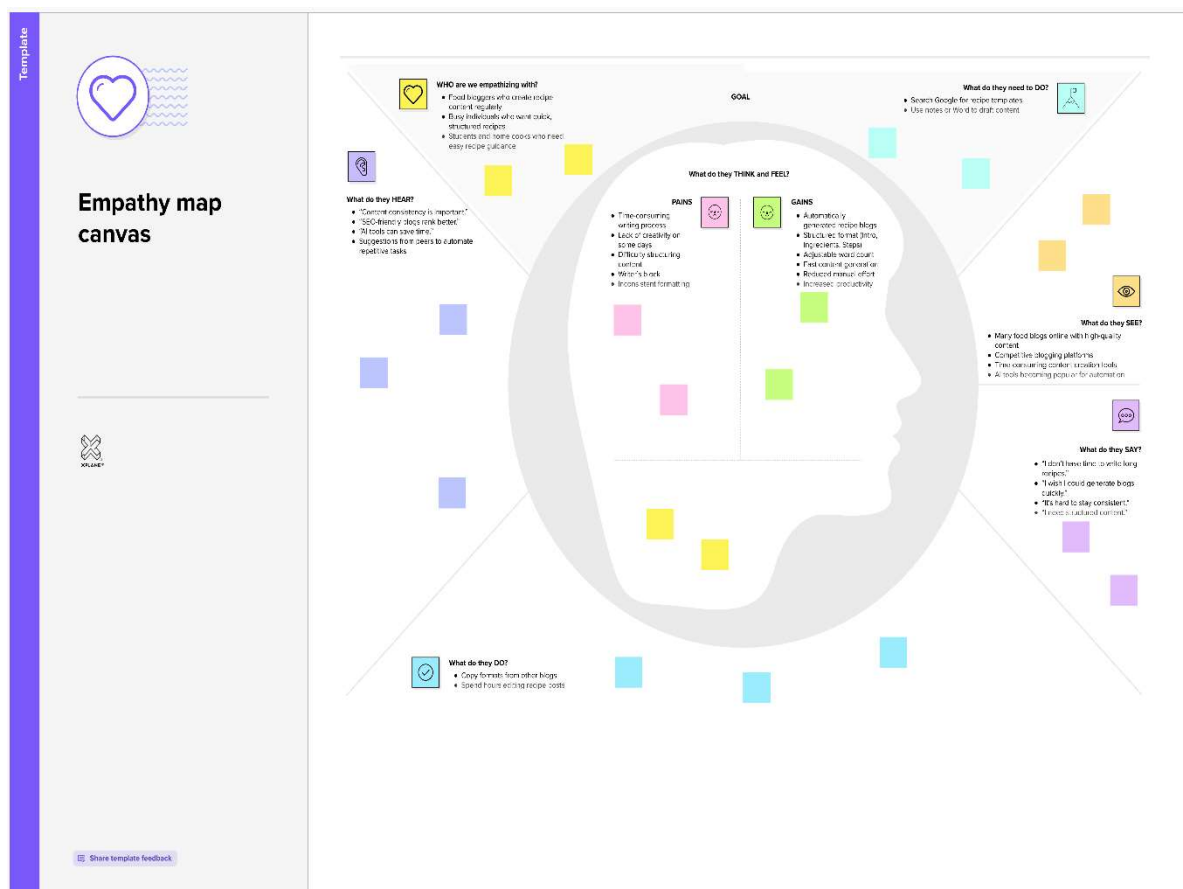 Template
Empathy map
canvas
XPLANE
Share template feedback
WHO are we empathizing with?
Food bloggers who create recipe
content regularly
Busy individuals who want quick,
structured recipes
Students and home cooks who need
easy recipe guidance
GOAL
What do they need to DO?
Search Google for recipe templates
Use notes or Word to draft content
What do they HEAR?
"Content consistency is important."
"SEO-friendly blogs rank better."
"AI tools can save time."
Suggestions from peers to automate
repetitive tasks
What do they THINK and FEEL?
PAINS
Time-consuming
writing process
Lack of creativity on
some days
Difficulty structuring
content
Writer's block
Inconsistent formatting
GAINS
Automatically
generated recipe blogs
Structured format (Intro,
Ingredients, Steps)
Adjustable word count
Fast content generation
Reduced manual effort
Increased productivity
What do they SEE?
Many food blogs online with high-quality
content
Competitive blogging platforms
Time-consuming content creation tools
AI tools becoming popular for automation
What do they SAY?
"I don't have time to write long
recipes."
"I wish I could generate blogs
quickly."
"It's hard to stay consistent."
"I need structured content."
What do they DO?
Copy formats from other blogs
Spend hours editing recipe posts